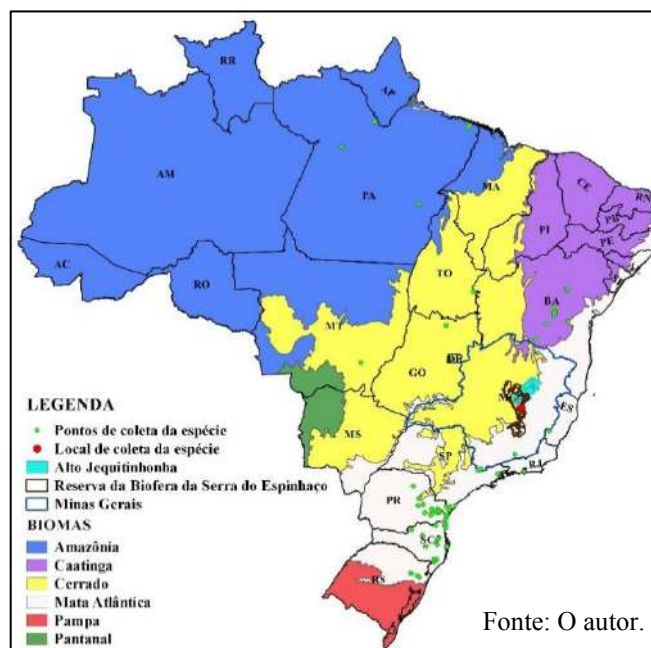 RR
AP
AM
PA
MA
CE
RN
PB
PE
PI
AC
RO
TO
BA
MT
GO
DF
ES
MS
SP
RJ
PR
SC
RS
LEGENDA
Pontos de coleta da espécie
Local de coleta da espécie
Alto Jequitinhonha
Reserva da Biofera da Serra do Espinhaço
Minas Gerais
BIOMAS
Amazônia
Caatinga
Cerrado
Mata Atlântica
Pampa
Pantanal
Fonte: O autor.